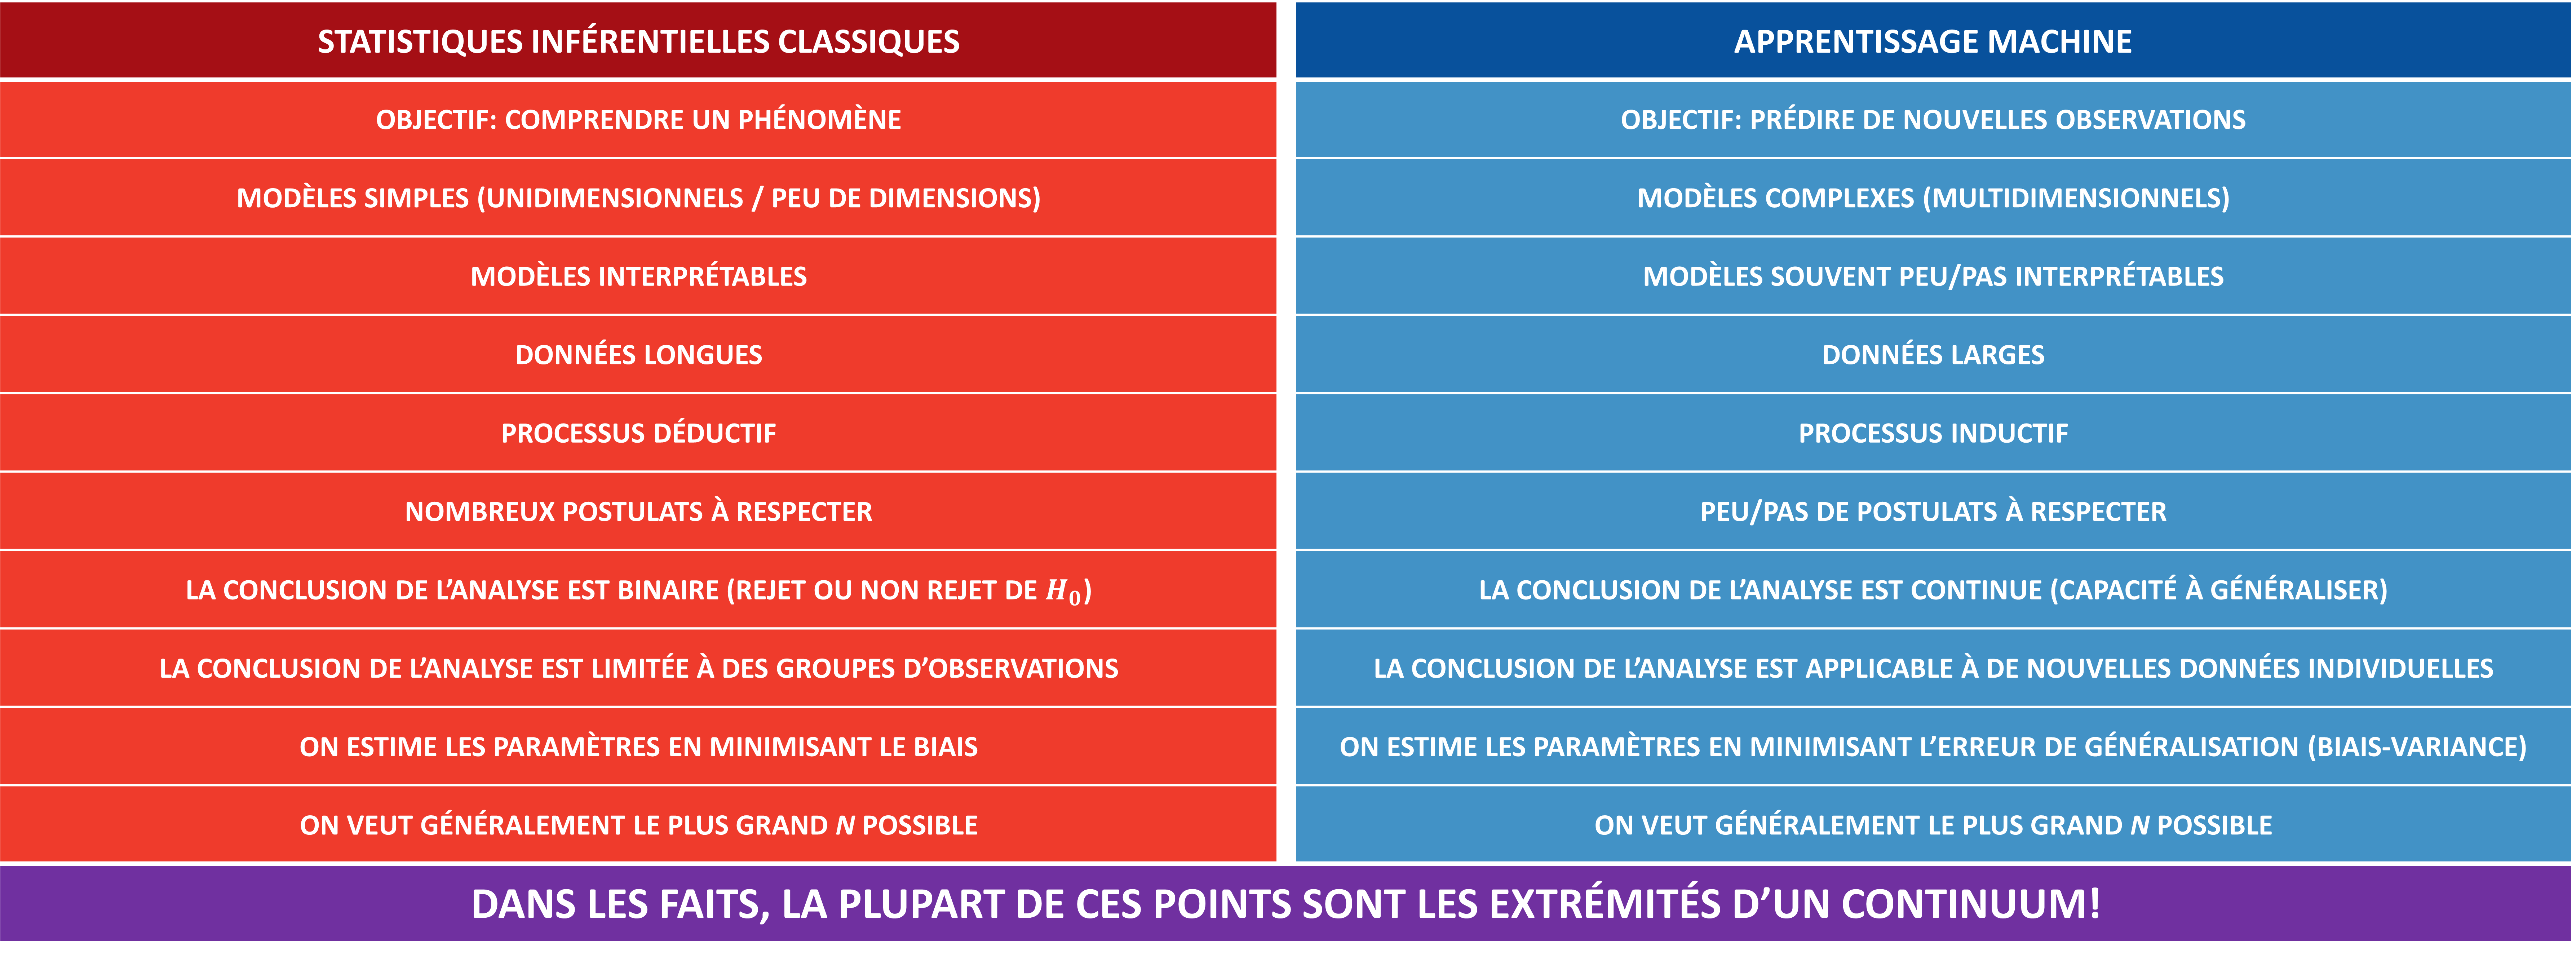 STATISTIQUES INFÉRENTIELLES CLASSIQUES
APPRENTISSAGE MACHINE
OBJECTIF: COMPRENDRE UN PHÉNOMÈNE
OBJECTIF: PRÉDIRE DE NOUVELLES OBSERVATIONS
MODÈLES SIMPLES (UNIDIMENSIONNELS / PEU DE DIMENSIONS)
MODÈLES COMPLEXES (MULTIDIMENSIONNELS)
MODÈLES INTERPRÉTABLES
MODÈLES SOUVENT PEU/PAS INTERPRÉTABLES
DONNÉES LONGUES
DONNÉES LARGES
PROCESSUS DÉDUCTIF
PROCESSUS INDUCTIF
NOMBREUX POSTULATS À RESPECTER
PEU/PAS DE POSTULATS À RESPECTER
LA CONCLUSION DE L’ANALYSE EST BINAIRE (REJET OU NON REJET DE H₀)
LA CONCLUSION DE L’ANALYSE EST CONTINUE (CAPACITÉ À GÉNÉRALISER)
LA CONCLUSION DE L’ANALYSE EST LIMITÉE À DES GROUPES D’OBSERVATIONS
LA CONCLUSION DE L’ANALYSE EST APPLICABLE À DE NOUVELLES DONNÉES INDIVIDUELLES
ON ESTIME LES PARAMÈTRES EN MINIMISANT LE BIAIS
ON ESTIME LES PARAMÈTRES EN MINIMISANT L’ERREUR DE GÉNÉRALISATION (BIAIS-VARIANCE)
ON VEUT GÉNÉRALEMENT LE PLUS GRAND N POSSIBLE
ON VEUT GÉNÉRALEMENT LE PLUS GRAND N POSSIBLE
DANS LES FAITS, LA PLUPART DE CES POINTS SONT LES EXTRÉMITÉS D’UN CONTINUUM!